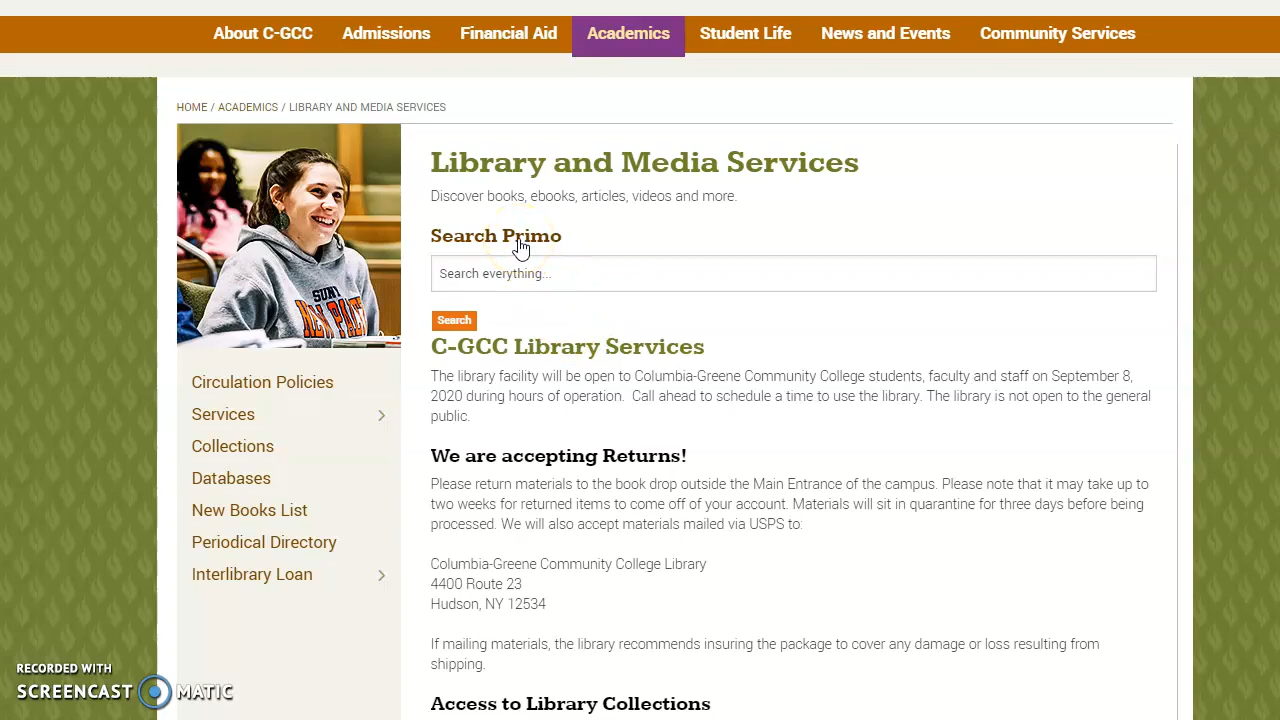 About C-GCC Admissions Financial Aid Academics Student Life News and Events Community Services
HOME / ACADEMICS / LIBRARY AND MEDIA SERVICES
Library and Media Services
Discover books, ebooks, articles, videos and more.
Search Primo
Search everything...
Search
C-GCC Library Services
The library facility will be open to Columbia-Greene Community College students, faculty and staff on September 8,
2020 during hours of operation. Call ahead to schedule a time to use the library. The library is not open to the general
public.
We are accepting Returns!
Please return materials to the book drop outside the Main Entrance of the campus. Please note that it may take up to
two weeks for returned items to come off of your account. Materials will sit in quarantine for three days before being
processed. We will also accept materials mailed via USPS to:
Columbia-Greene Community College Library
4400 Route 23
Hudson, NY 12534
If mailing materials, the library recommends insuring the package to cover any damage or loss resulting from
shipping.
Access to Library Collections
SUNY
Circulation Policies
Services
Collections
Databases
New Books List
Periodical Directory
Interlibrary Loan
RECORDED WITH
SCREENCAST MATIC